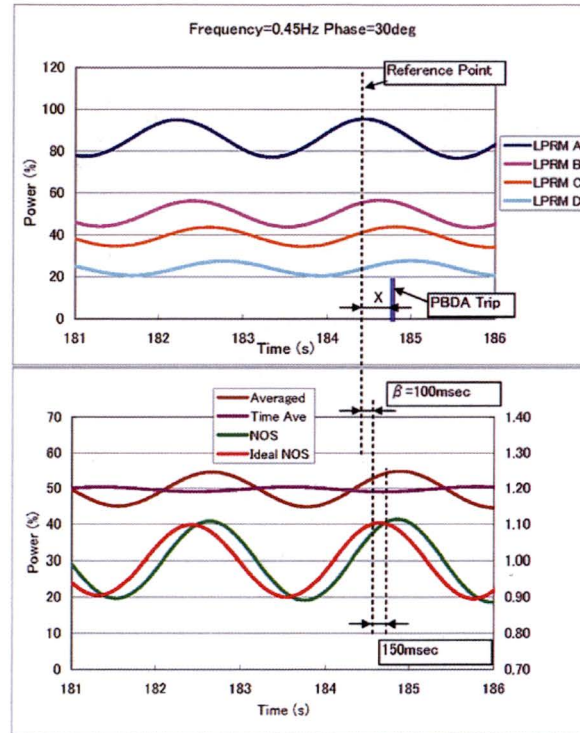 Frequency=0.45Hz Phase=30deg
Reference Point
120
100
80
60
40
20
0
Power (%)
LPRM A
LPRM B
LPRM C
LPRM D
X
PBDA Trip
181 182 183 184 185 186
Time (s)
β=100msec
Averaged
Time Ave
NOS
Ideal NOS
70
60
50
40
30
20
10
0
Power (%)
1.40
1.30
1.20
1.10
1.00
0.90
0.80
0.70
150msec
181 182 183 184 185 186
Time (s)